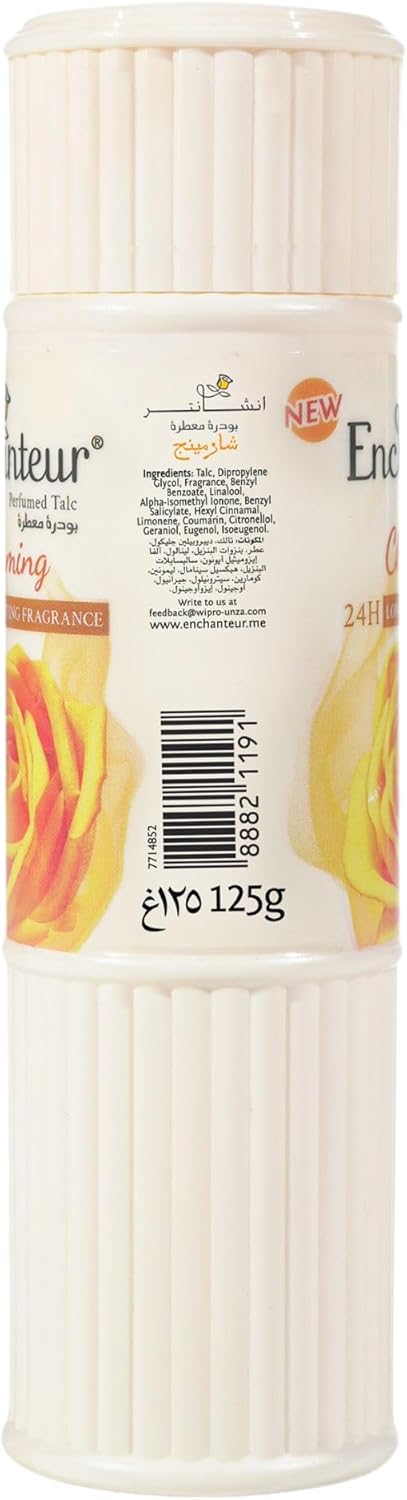 nteur®
Perfumed Talc
بودرة معطرة
ming
TING FRAGRANCE
انشانتر
بودرة معطرة
شارمينج
Ingredients: Talc, Dipropylene
Glycol, Fragrance, Benzyl
Benzoate, Linalool,
Alpha-Isomethyl Ionone, Benzyl
Salicylate, Hexyl Cinnamal,
Limonene, Coumarin, Citronellol,
Geraniol, Eugenol, Isoeugenol.
المكونات: تالك، ديبروبيلين جليكول،
عطر، بنزوات البنزيل، لينالول، ألفا
إيزوميثيل أيونون، ساليسيلات
البنزيل، هيكسيل سينامال، ليمونين،
كومارين، سيترونيلول، جيرانيول،
أوجينول، إيزوأوجينول.
Write to us at
feedback@wipro-unza.com
www.enchanteur.me
7714852
8882 1191
١٢٥غ 125g
NEW
Enc
C
24H